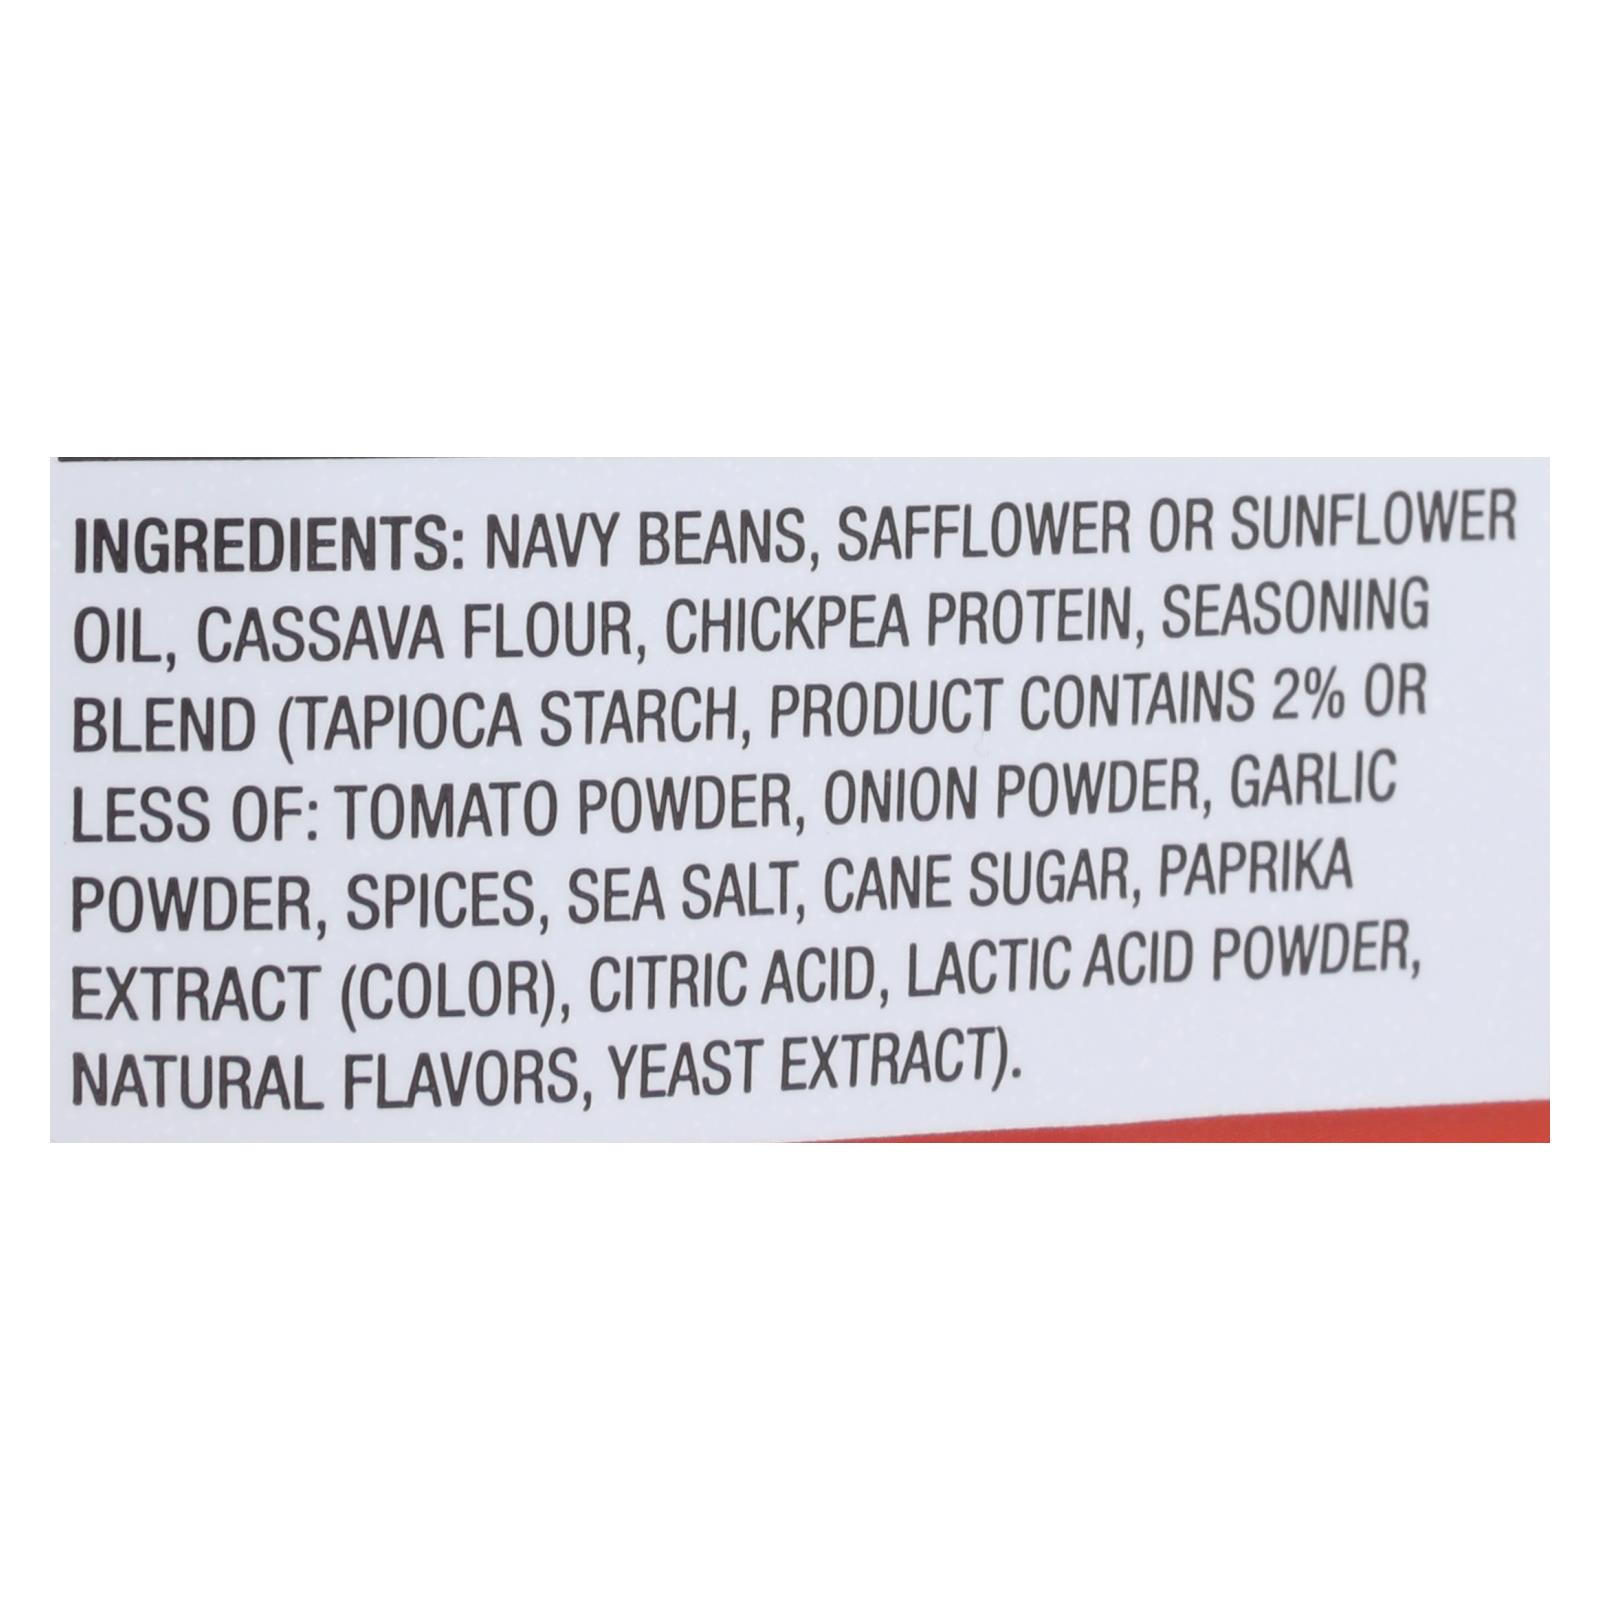 INGREDIENTS: NAVY BEANS, SAFFLOWER OR SUNFLOWER
OIL, CASSAVA FLOUR, CHICKPEA PROTEIN, SEASONING
BLEND (TAPIOCA STARCH, PRODUCT CONTAINS 2% OR
LESS OF: TOMATO POWDER, ONION POWDER, GARLIC
POWDER, SPICES, SEA SALT, CANE SUGAR, PAPRIKA
EXTRACT (COLOR), CITRIC ACID, LACTIC ACID POWDER,
NATURAL FLAVORS, YEAST EXTRACT).